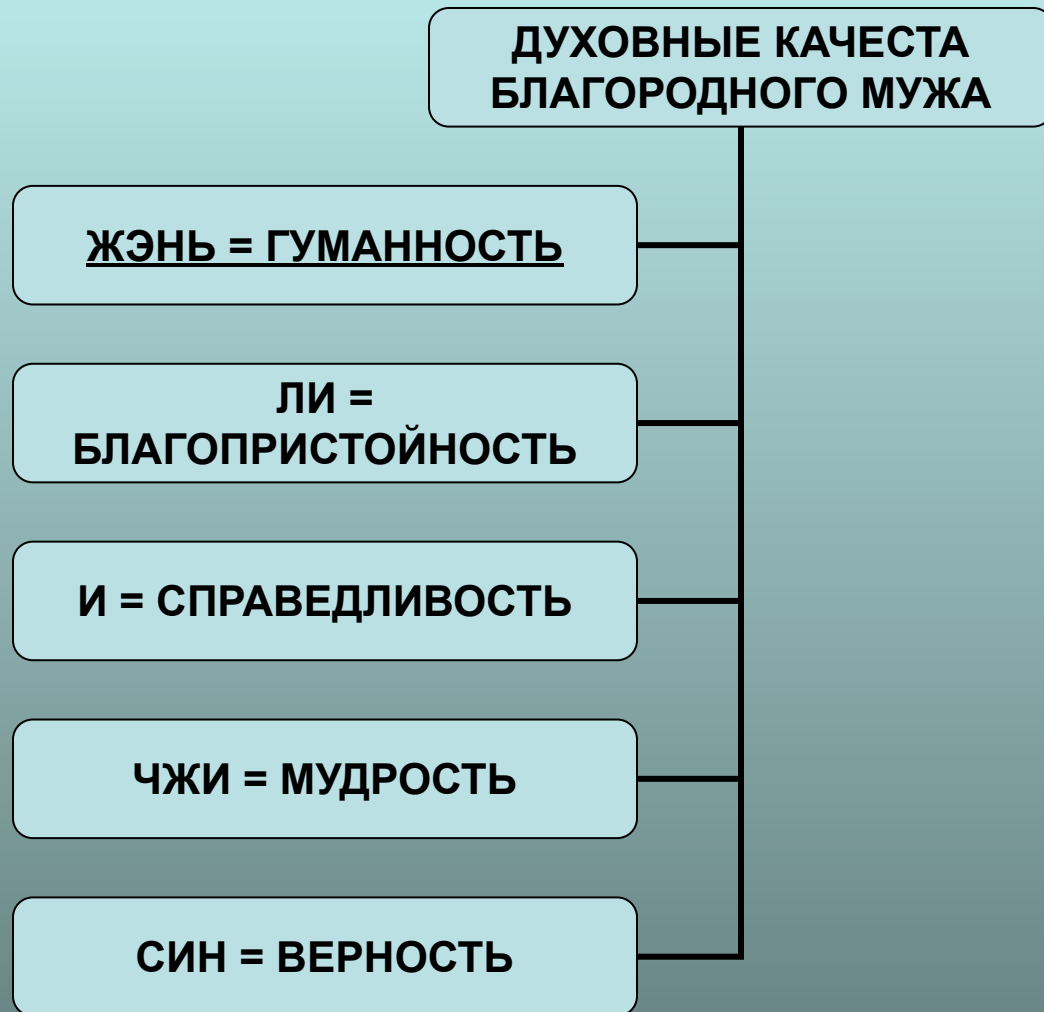 ДУХОВНЫЕ КАЧЕСТА
БЛАГОРОДНОГО МУЖА
ЖЭНЬ = ГУМАННОСТЬ
ЛИ =
БЛАГОПРИСТОЙНОСТЬ
И = СПРАВЕДЛИВОСТЬ
ЧЖИ = МУДРОСТЬ
СИН = ВЕРНОСТЬ